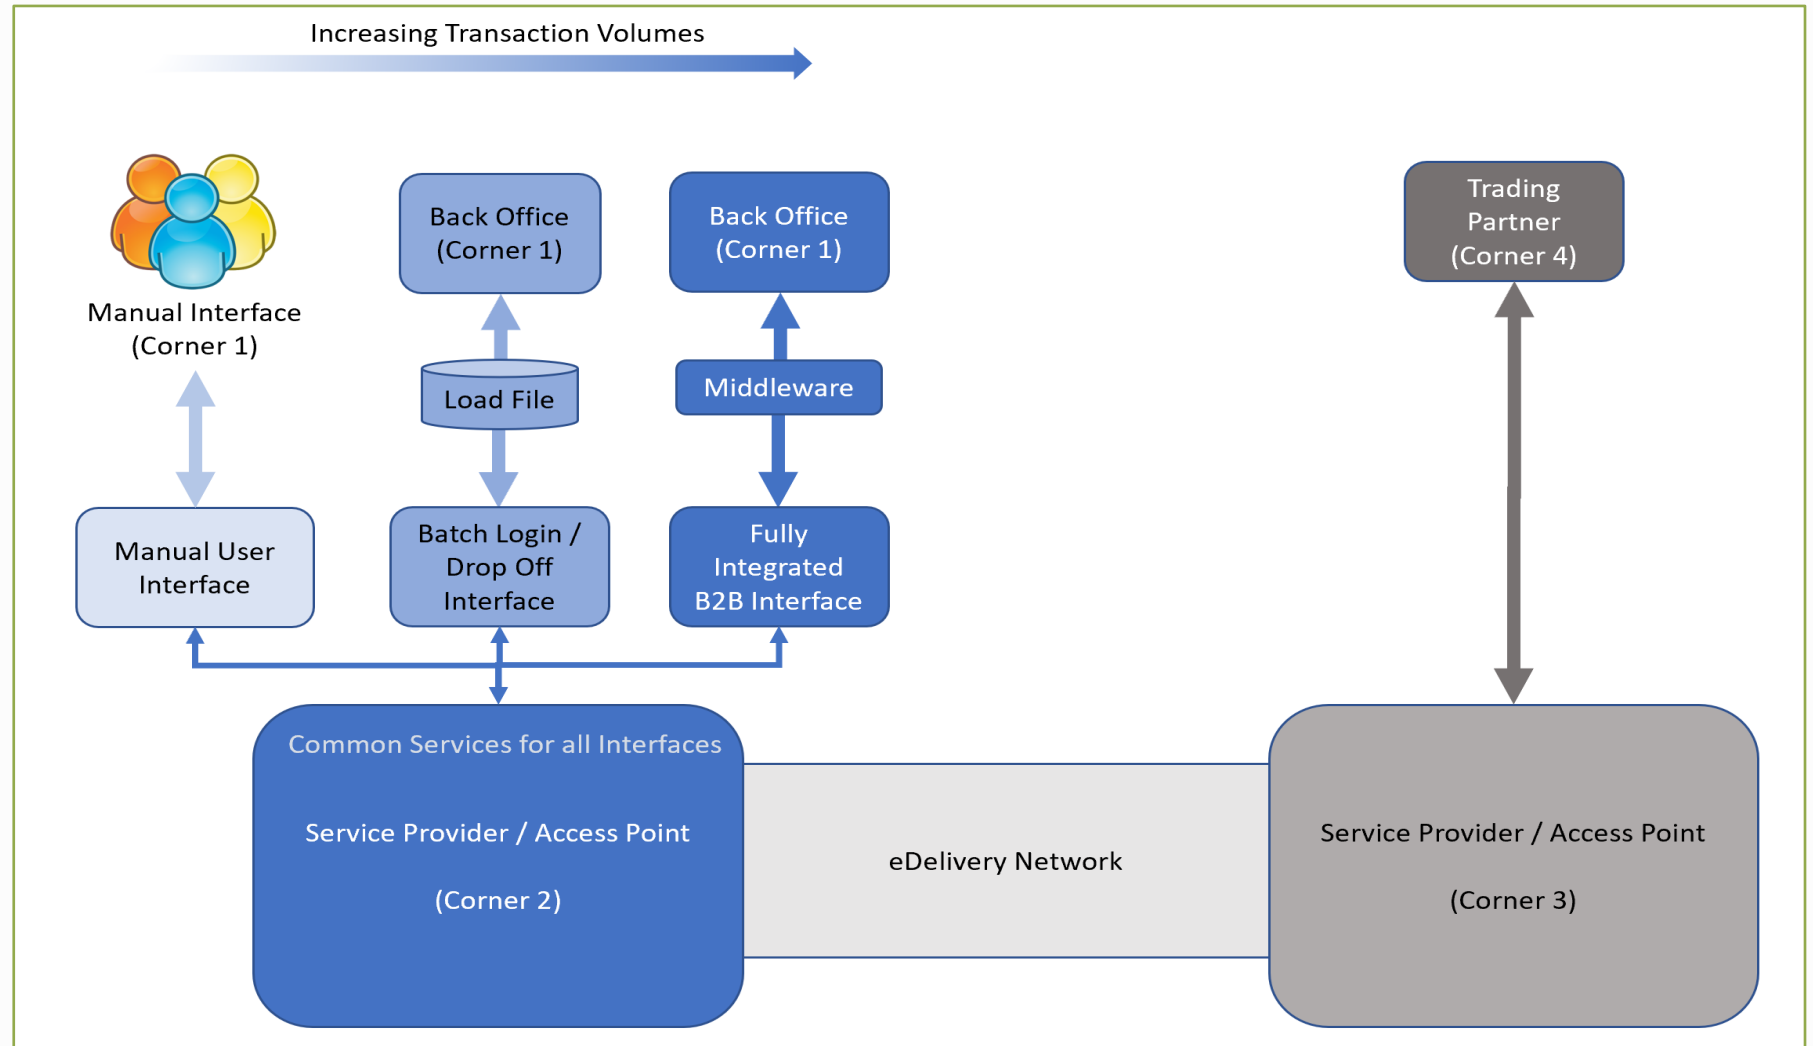 Increasing Transaction Volumes
Manual Interface
(Corner 1)
Back Office
(Corner 1)
Back Office
(Corner 1)
Trading
Partner
(Corner 4)
Load File
Middleware
Manual User
Interface
Batch Login /
Drop Off
Interface
Fully
Integrated
B2B Interface
Common Services for all Interfaces
Service Provider / Access Point
(Corner 2)
eDelivery Network
Service Provider / Access Point
(Corner 3)